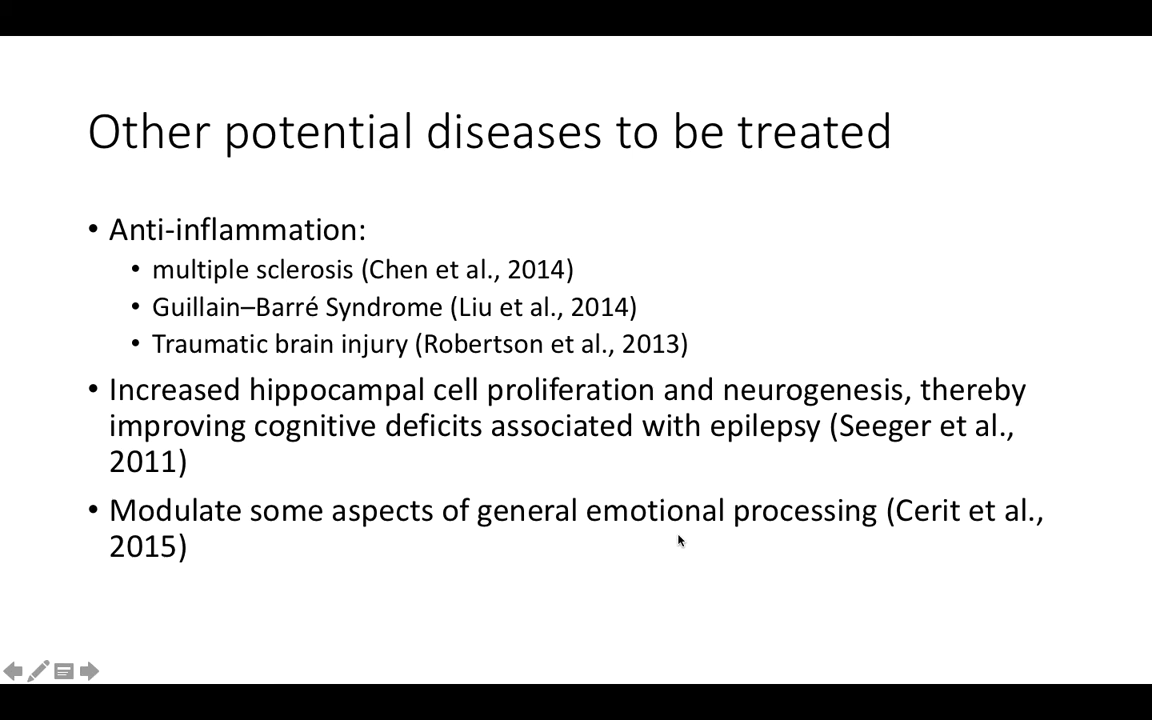 Other potential diseases to be treated
• Anti-inflammation:
• multiple sclerosis (Chen et al., 2014)
• Guillain–Barré Syndrome (Liu et al., 2014)
• Traumatic brain injury (Robertson et al., 2013)
• Increased hippocampal cell proliferation and neurogenesis, thereby
improving cognitive deficits associated with epilepsy (Seeger et al.,
2011)
• Modulate some aspects of general emotional processing (Cerit et al.,
2015)